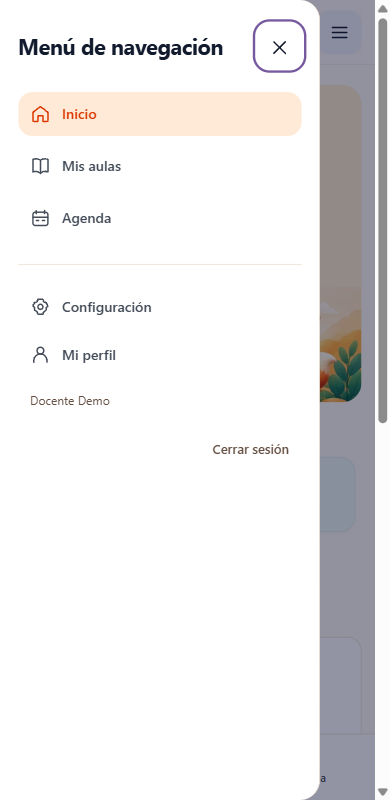 Menú de navegación
Inicio
Mis aulas
Agenda
Configuración
Mi perfil
Docente Demo
Cerrar sesión
a